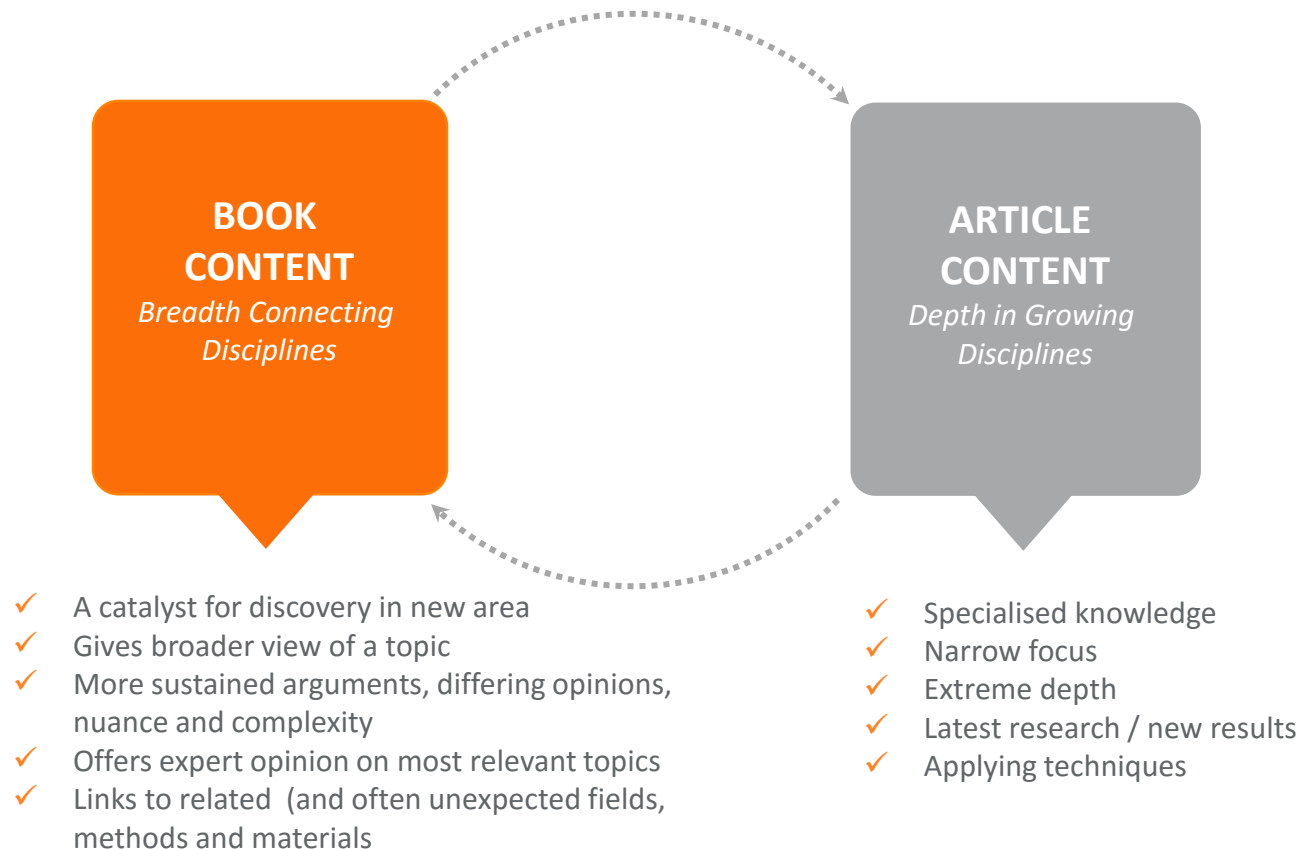 BOOK
CONTENT
Breadth Connecting
Disciplines
ARTICLE
CONTENT
Depth in Growing
Disciplines
✓ A catalyst for discovery in new area
✓ Gives broader view of a topic
✓ More sustained arguments, differing opinions,
nuance and complexity
✓ Offers expert opinion on most relevant topics
✓ Links to related (and often unexpected fields,
methods and materials
✓ Specialised knowledge
✓ Narrow focus
✓ Extreme depth
✓ Latest research / new results
✓ Applying techniques